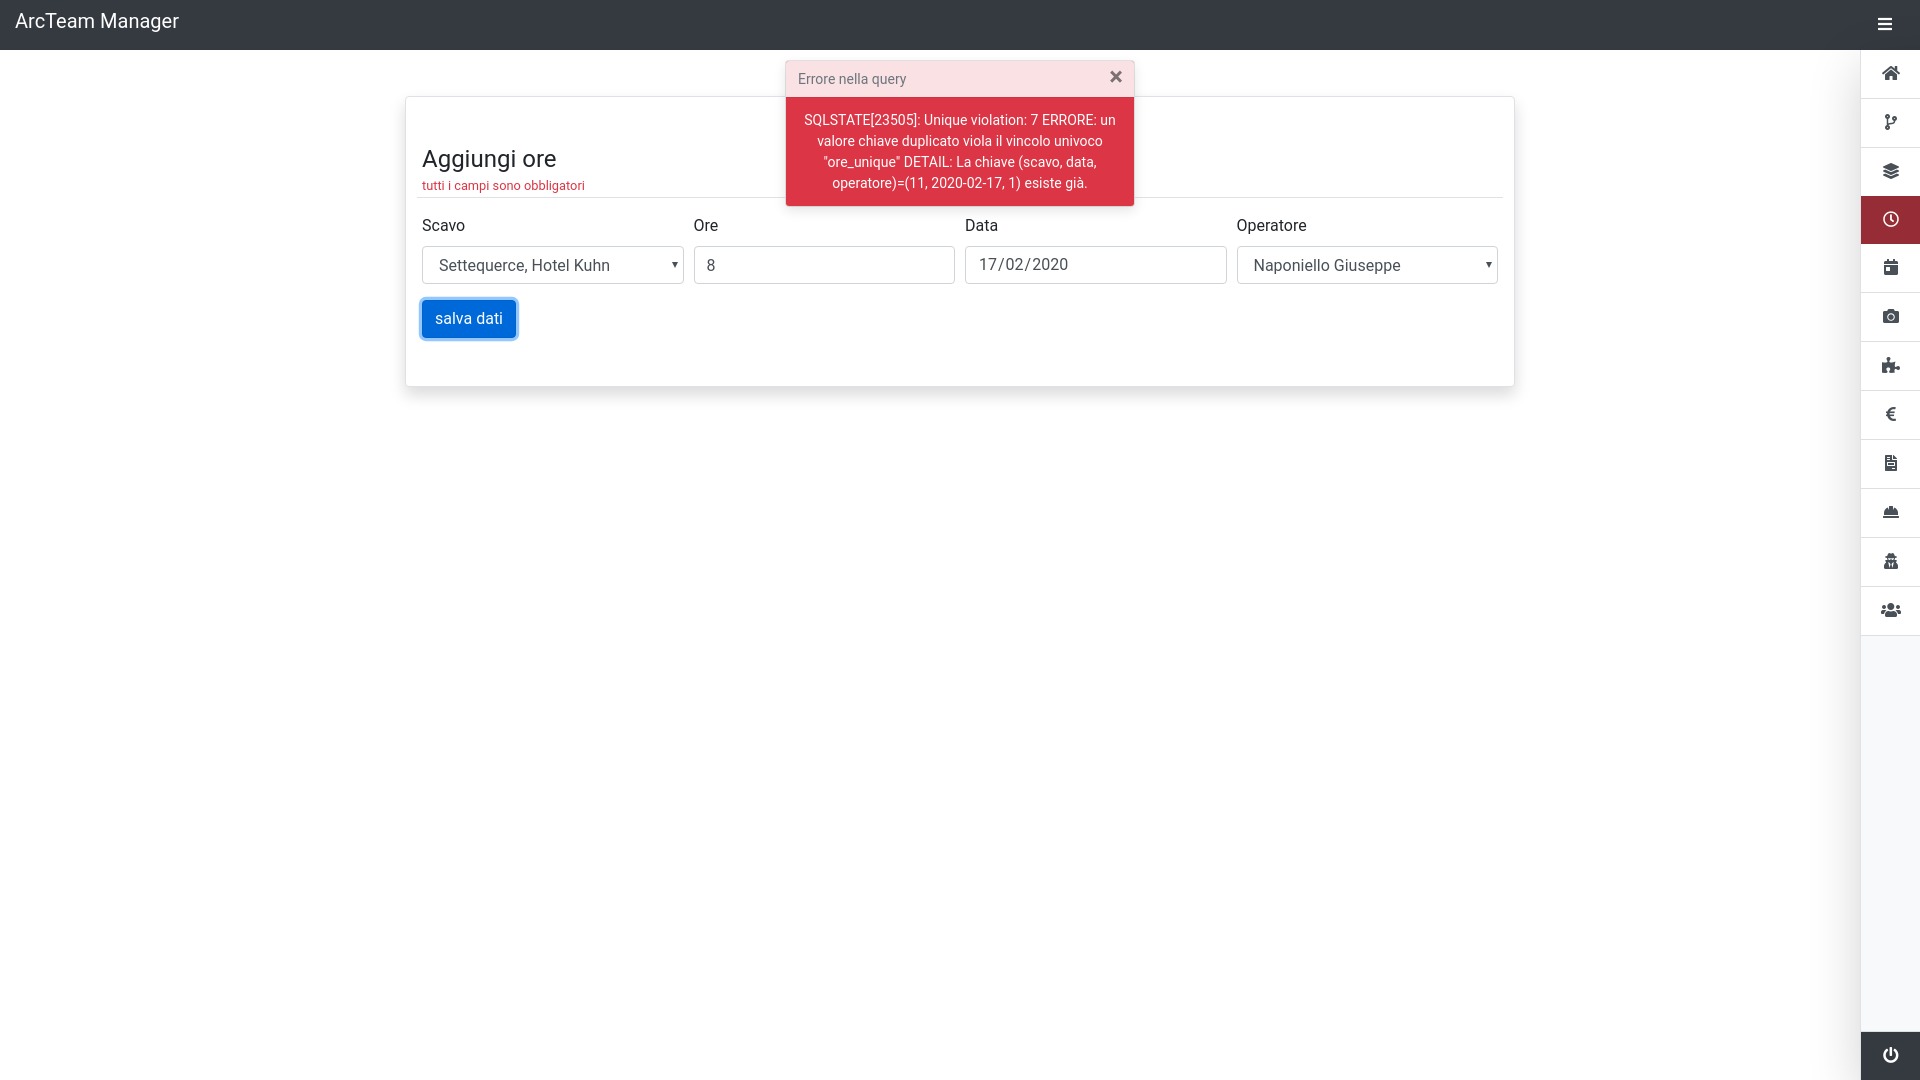 ArcTeam Manager
Errore nella query
SQLSTATE[23505]: Unique violation: 7 ERRORE: un
valore chiave duplicato viola il vincolo univoco
"ore_unique" DETAIL: La chiave (scavo, data,
operatore)=(11, 2020-02-17, 1) esiste già.
Aggiungi ore
tutti i campi sono obbligatori
Scavo
Ore
Data
Operatore
Settequerce, Hotel Kuhn
8
17/02/2020
Naponiello Giuseppe
salva dati